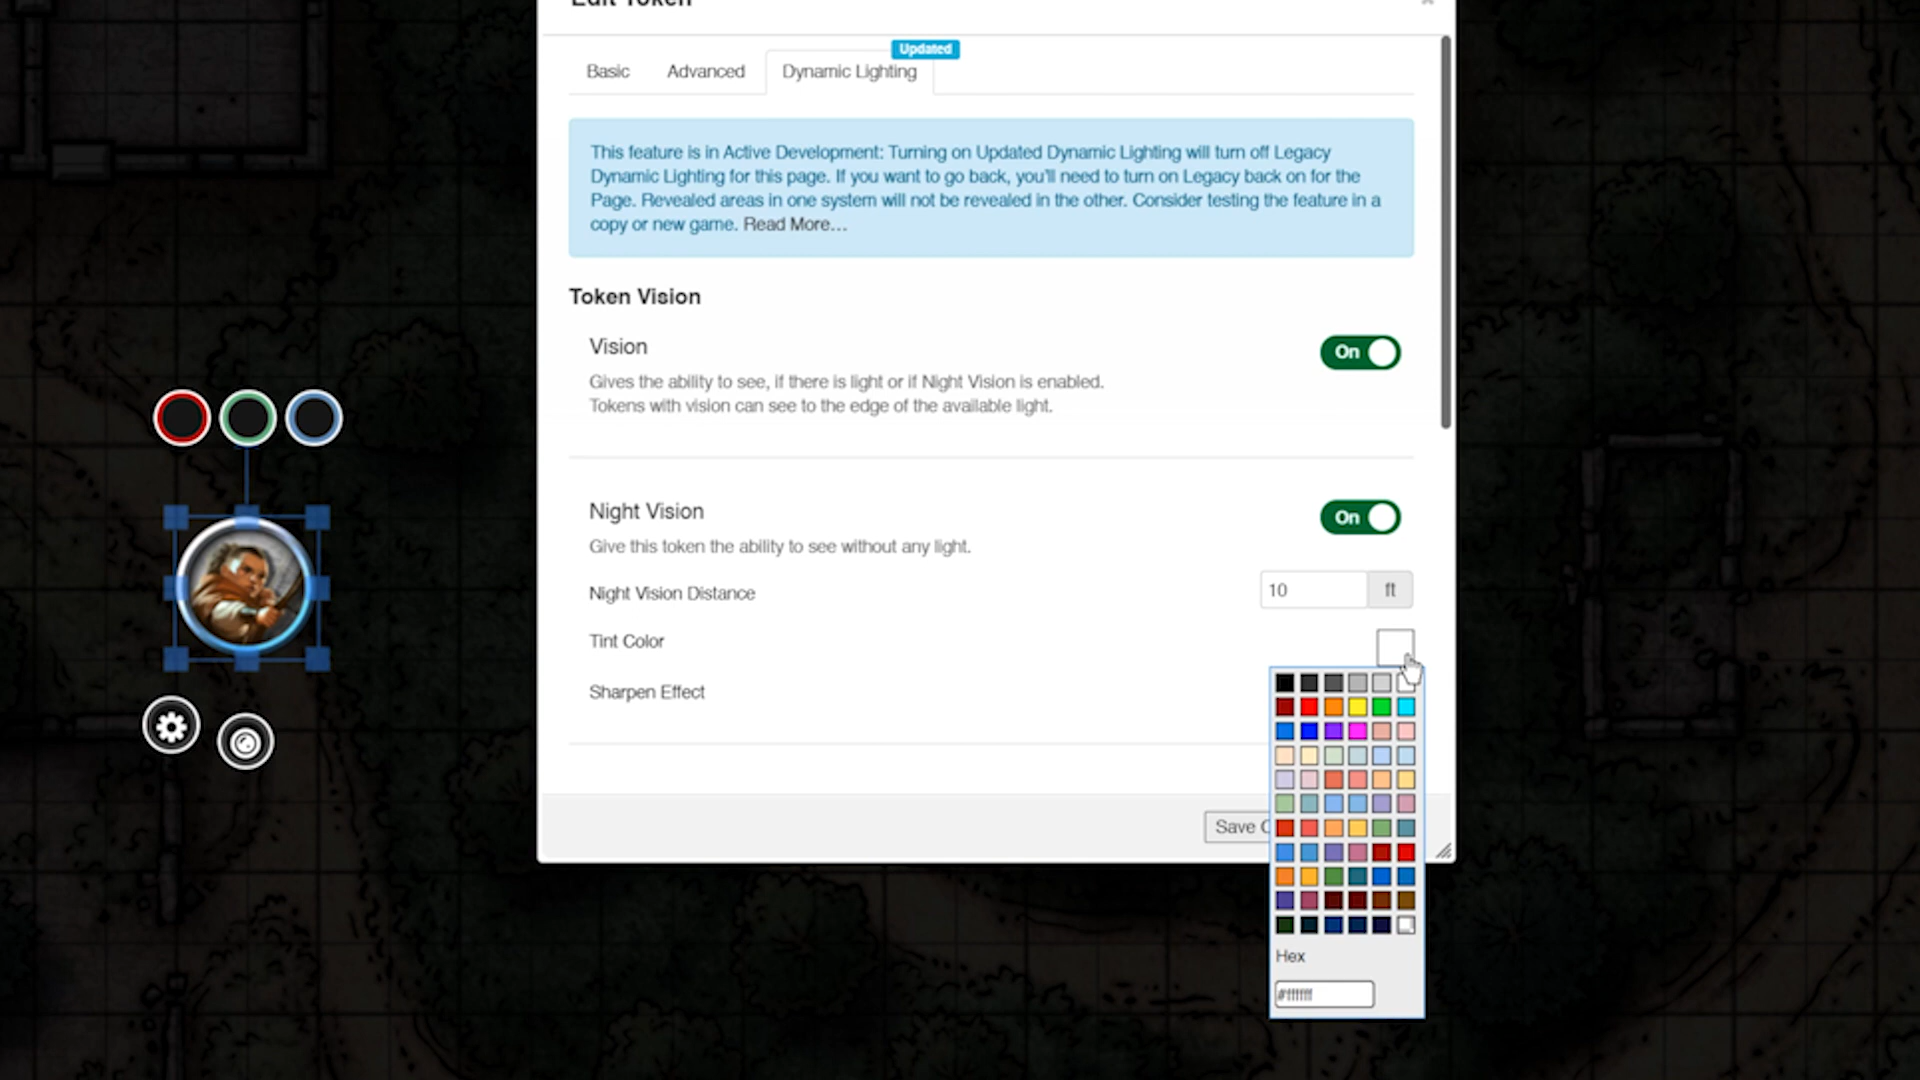 Edit Token
Updated
Basic
Advanced
Dynamic Lighting
This feature is in Active Development: Turning on Updated Dynamic Lighting will turn off Legacy
Dynamic Lighting for this page. If you want to go back, you'll need to turn on Legacy back on for the
Page. Revealed areas in one system will not be revealed in the other. Consider testing the feature in a
copy or new game. Read More...
Token Vision
Vision
On
Gives the ability to see, if there is light or if Night Vision is enabled.
Tokens with vision can see to the edge of the available light.
Night Vision
On
Give this token the ability to see without any light.
Night Vision Distance
10
ft
Tint Color
Sharpen Effect
Save
Hex
#ffffff